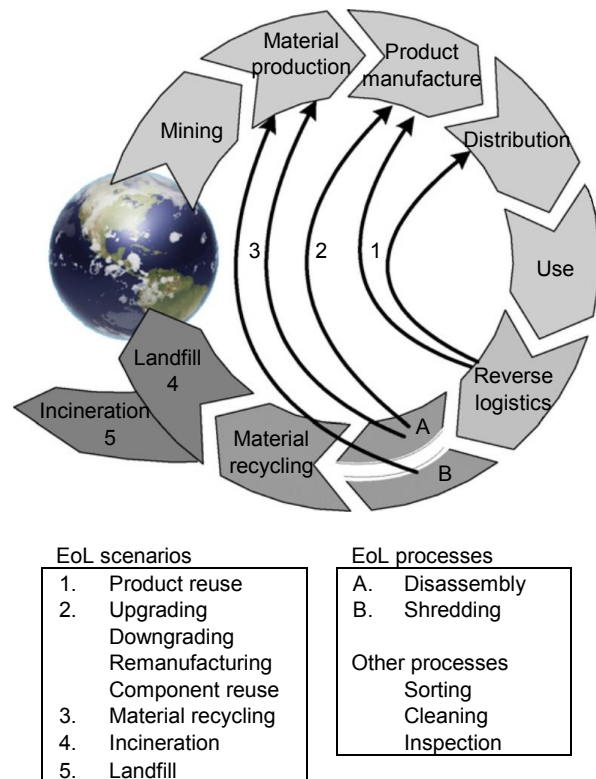 Material
production
Product
manufacture
Mining
Distribution
3
2
1
Use
Landfill
4
Reverse
logistics
Incineration
5
Material
recycling
A
B
EoL scenarios
1. Product reuse
2. Upgrading
Downgrading
Remanufacturing
Component reuse
3. Material recycling
4. Incineration
5. Landfill
EoL processes
A. Disassembly
B. Shredding
Other processes
Sorting
Cleaning
Inspection